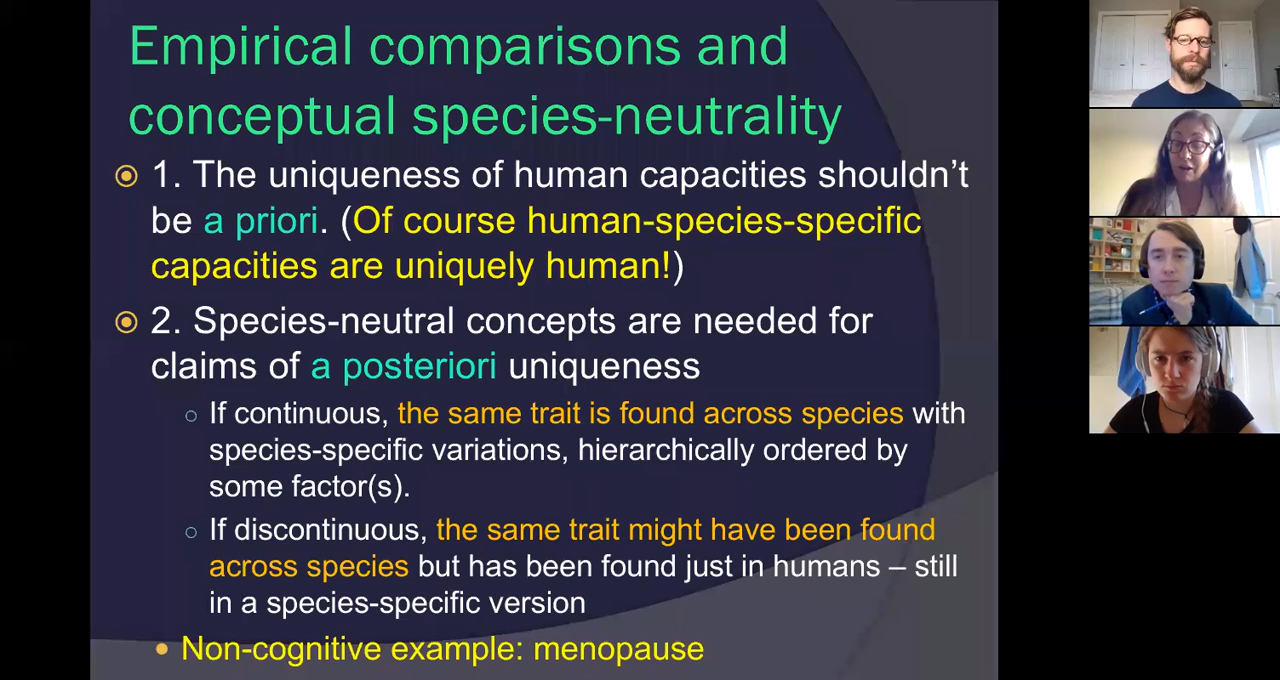 Empirical comparisons and
conceptual species-neutrality
1. The uniqueness of human capacities shouldn’t
be a priori. (Of course human-species-specific
capacities are uniquely human!)
2. Species-neutral concepts are needed for
claims of a posteriori uniqueness
If continuous, the same trait is found across species with
species-specific variations, hierarchically ordered by
some factor(s).
If discontinuous, the same trait might have been found
across species but has been found just in humans – still
in a species-specific version
Non-cognitive example: menopause